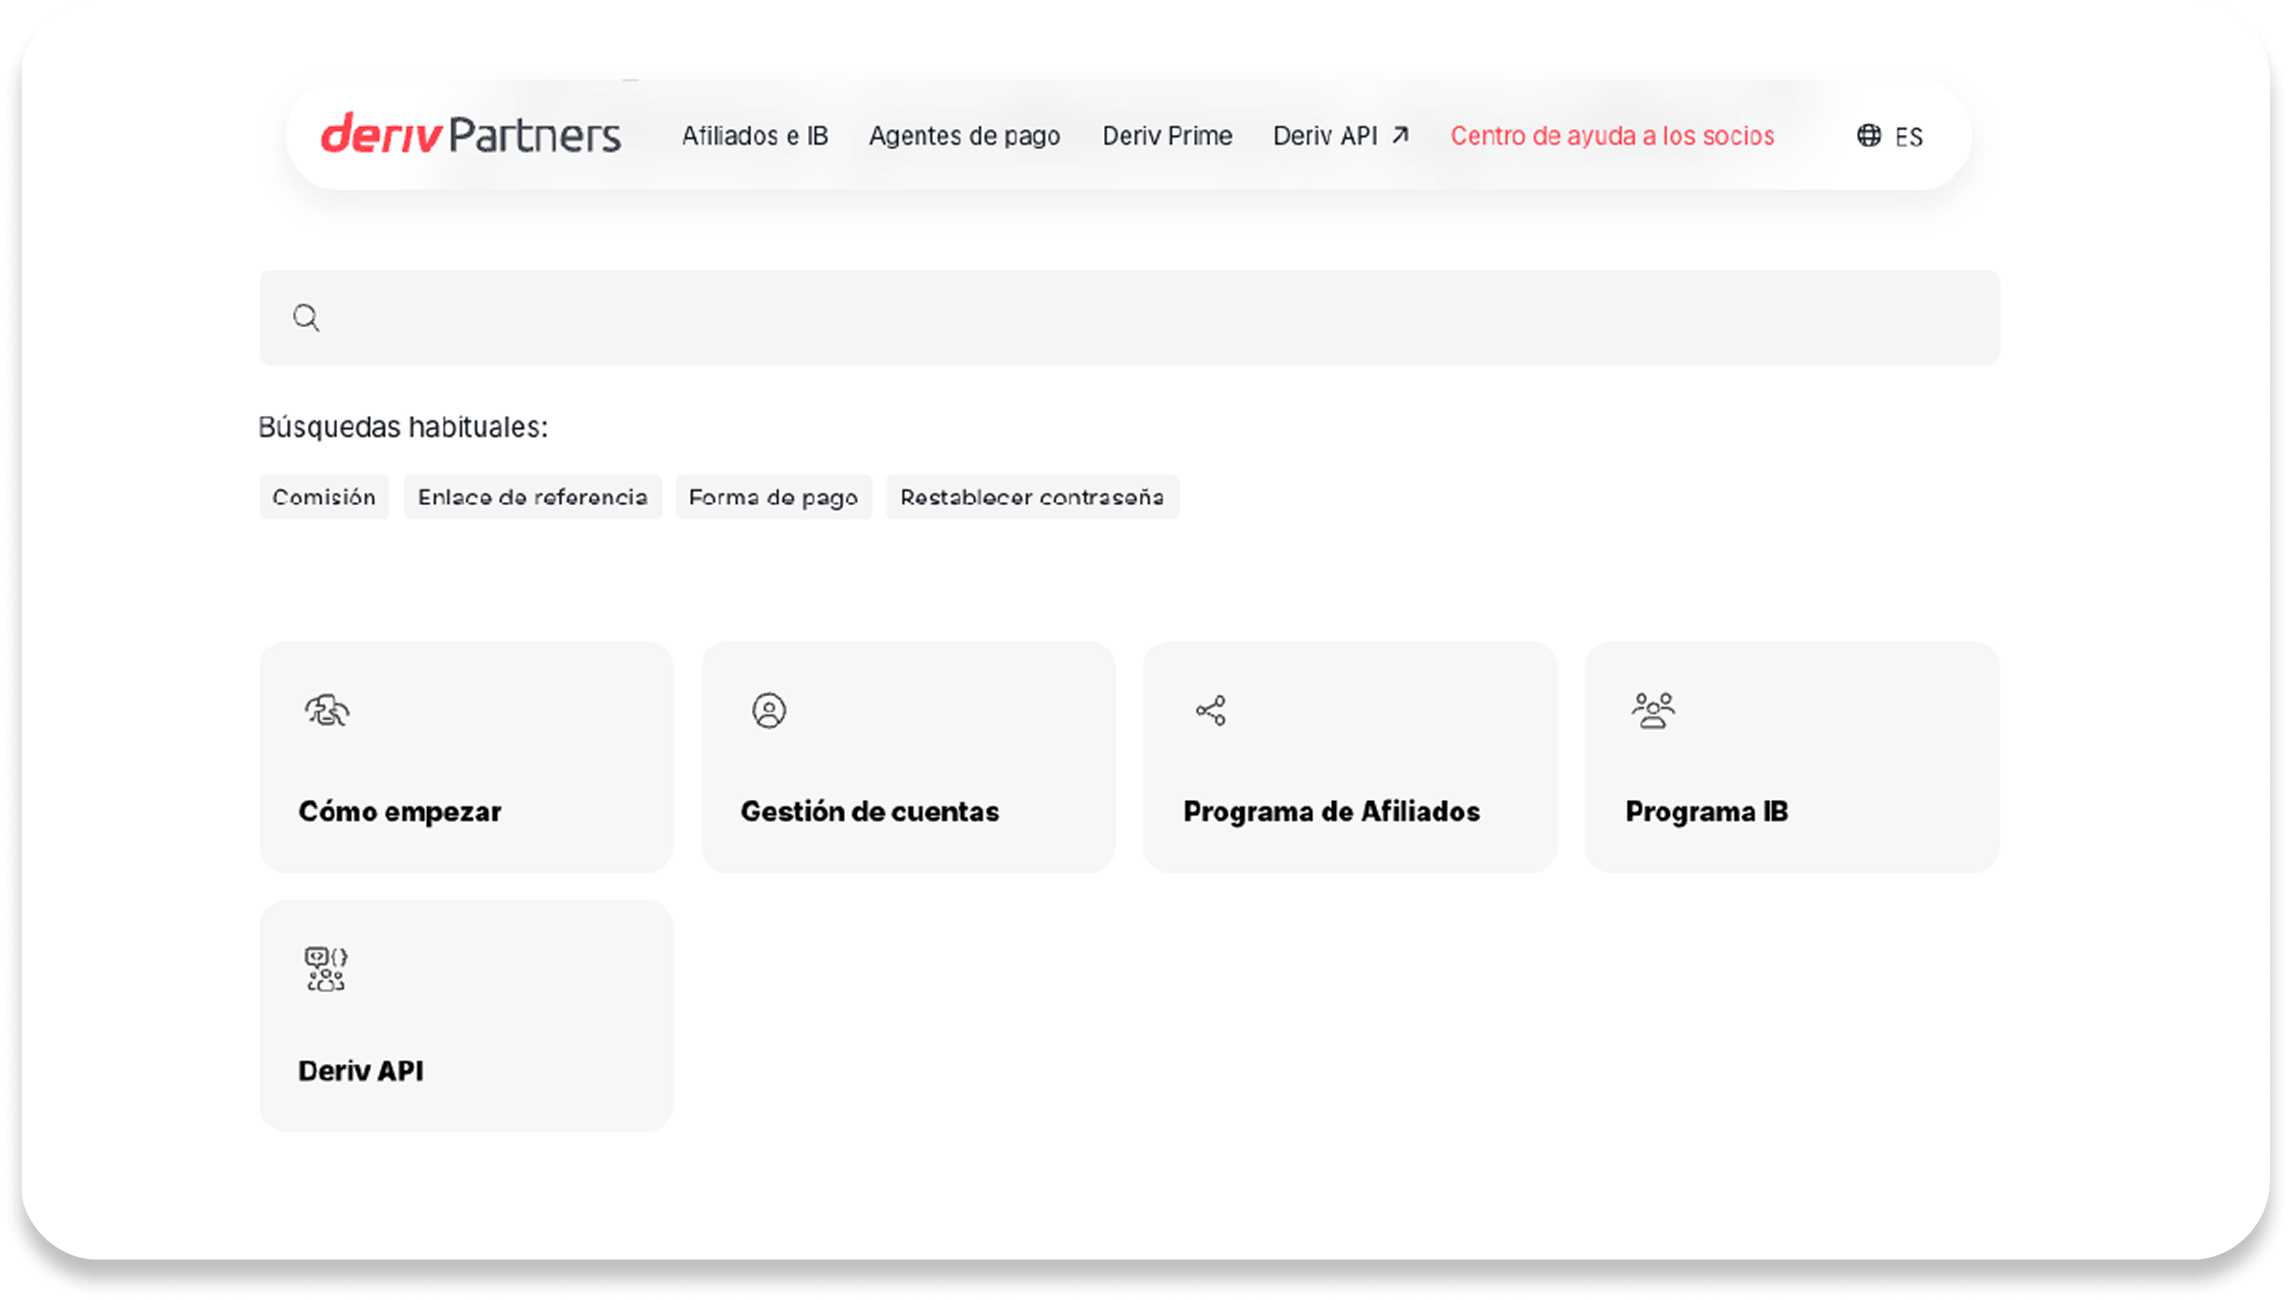 deriv Partners Afiliados e IB Agentes de pago Deriv Prime Deriv API Centro de ayuda a los socios ES
Búsquedas habituales:
Comisión Enlace de referencia Forma de pago Restablecer contraseña
Cómo empezar Gestión de cuentas Programa de Afiliados Programa IB
Deriv API